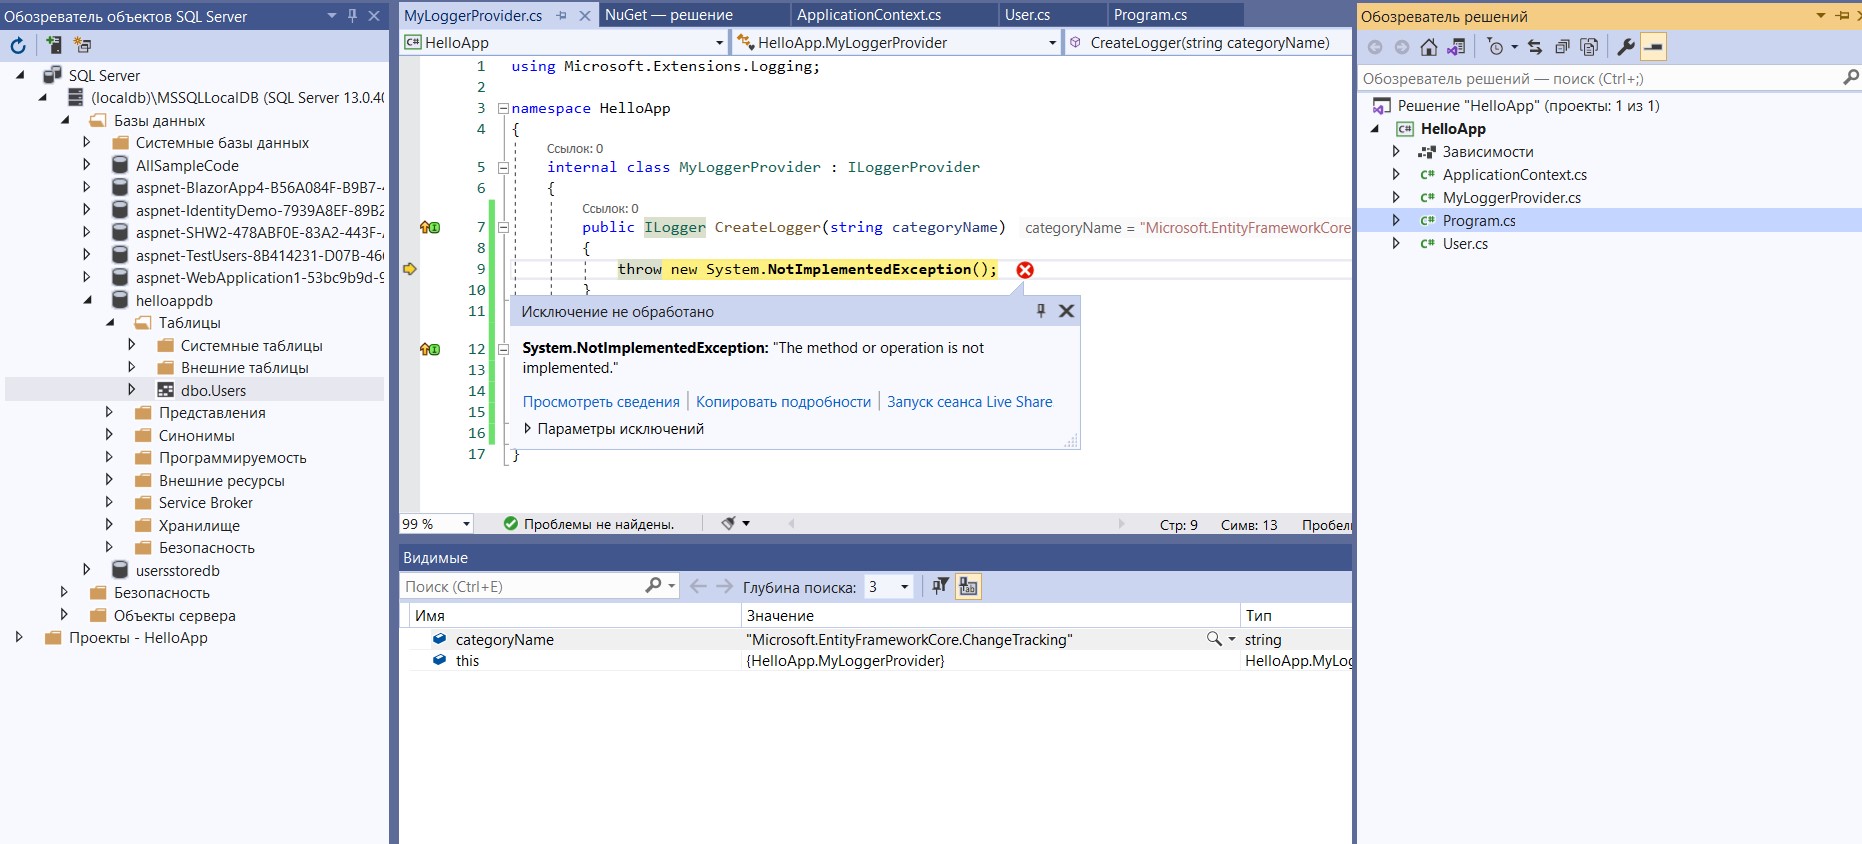 Обозреватель объектов SQL Server
SQL Server
(localdb)\MSSQLLocalDB (SQL Server 13.0.40
Базы данных
Системные базы данных
AllSampleCode
aspnet-BlazorApp4-B56A084F-B9B7-4
aspnet-IdentityDemo-7939A8EF-89B2
aspnet-SHW2-478ABF0E-83A2-443F-
aspnet-TestUsers-8B414231-D07B-46
aspnet-WebApplication1-53bc9b9d-9
helloappdb
Таблицы
Системные таблицы
Внешние таблицы
dbo.Users
Представления
Синонимы
Программируемость
Внешние ресурсы
Service Broker
Хранилище
Безопасность
usersstoredb
Безопасность
Объекты сервера
Проекты - HelloApp
MyLoggerProvider.cs
NuGet — решение
ApplicationContext.cs
User.cs
Program.cs
C# HelloApp
HelloApp.MyLoggerProvider
CreateLogger(string categoryName)
1 using Microsoft.Extensions.Logging;
2
3 namespace HelloApp
4 {
Ссылок: 0
5 internal class MyLoggerProvider : ILoggerProvider
6 {
Ссылок: 0
7 public ILogger CreateLogger(string categoryName) categoryName = "Microsoft.EntityFrameworkCore
8 {
9 throw new System.NotImplementedException();
10 }
11
12
13
14
15
16
17 }
Исключение не обработано
System.NotImplementedException: "The method or operation is not
implemented."
Просмотреть сведения | Копировать подробности | Запуск сеанса Live Share
Параметры исключений
99 %
Проблемы не найдены.
Стр: 9
Симв: 13
Пробелы
Видимые
Поиск (Ctrl+E)
Глубина поиска: 3
Имя
Значение
Тип
categoryName
"Microsoft.EntityFrameworkCore.ChangeTracking"
string
this
{HelloApp.MyLoggerProvider}
HelloApp.MyLog
Обозреватель решений
Обозреватель решений — поиск (Ctrl+;)
Решение "HelloApp" (проекты: 1 из 1)
C# HelloApp
Зависимости
C# ApplicationContext.cs
C# MyLoggerProvider.cs
C# Program.cs
C# User.cs